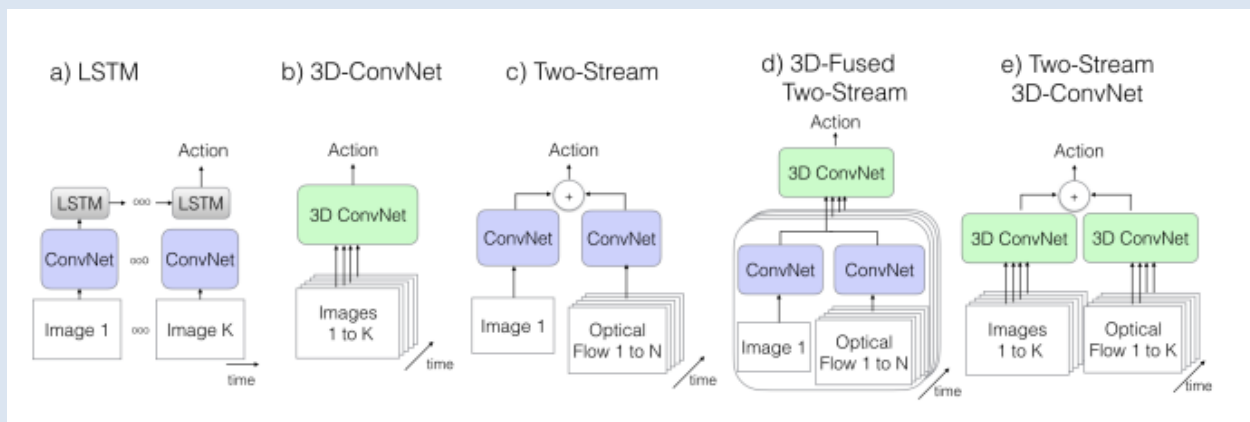 a) LSTM
Action
LSTM
ooo
LSTM
ConvNet
ooo
ConvNet
Image 1
ooo
Image K
time
b) 3D-ConvNet
Action
3D ConvNet
Images
1 to K
time
c) Two-Stream
Action
+
ConvNet
ConvNet
Image 1
Optical
Flow 1 to N
time
d) 3D-Fused
Two-Stream
Action
3D ConvNet
ConvNet
ConvNet
Image 1
Optical
Flow 1 to N
time
e) Two-Stream
3D-ConvNet
Action
+
3D ConvNet
3D ConvNet
Images
1 to K
Optical
Flow 1 to K
time